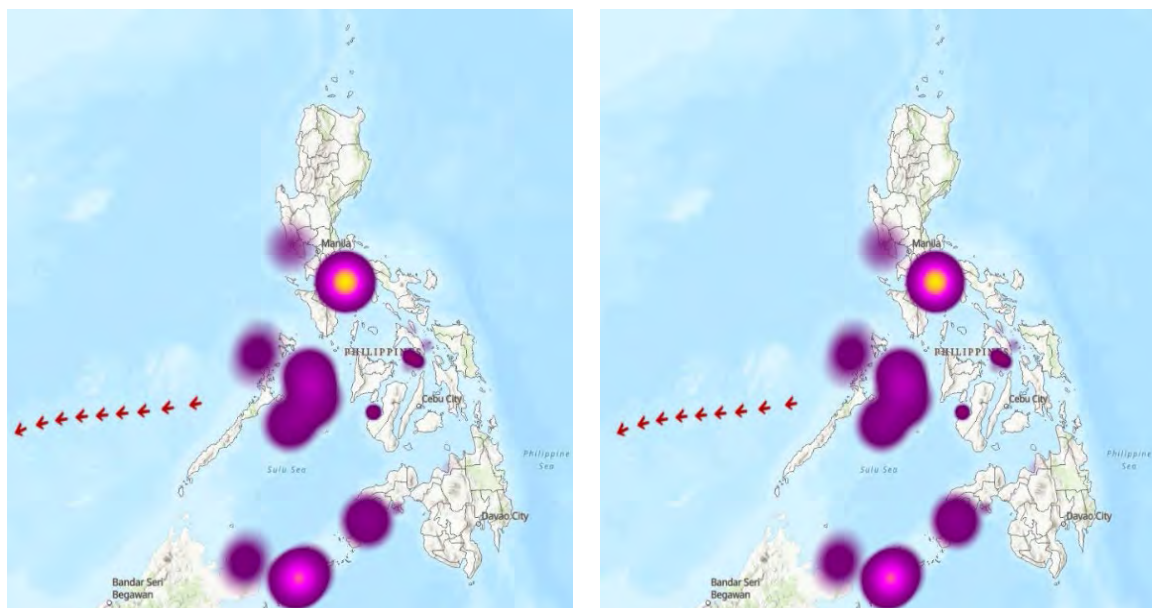 Manila
PHILIPPINES
Cebu City
Sulu Sea
Philippine
Sea
Davao City
Bandar Seri
Begawan
Manila
PHILIPPINES
Cebu City
Sulu Sea
Philippine
Sea
Davao City
Bandar Seri
Begawan